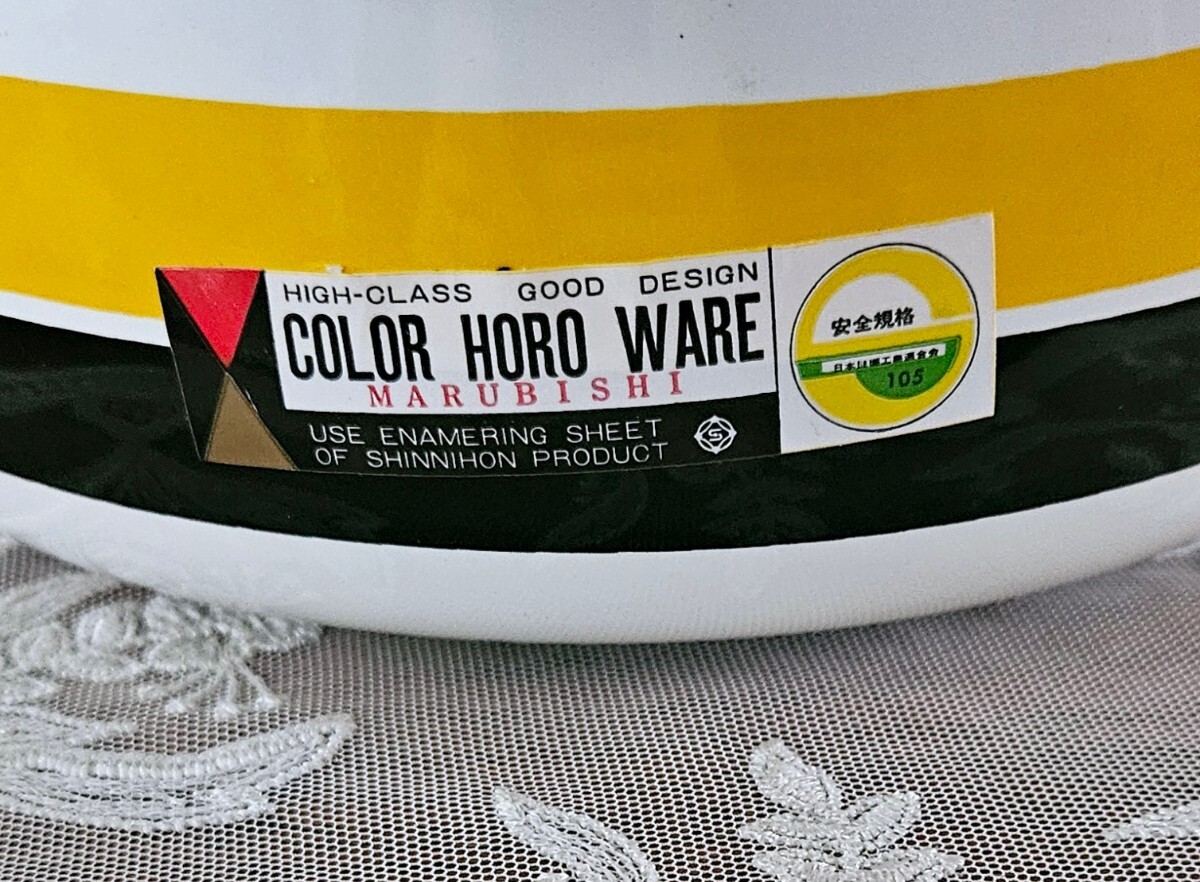 HIGH-CLASS GOOD DESIGN
COLOR HORO WARE
MARUBISHI
USE ENAMERING SHEET
OF SHINNIHON PRODUCT
S
安全規格
105